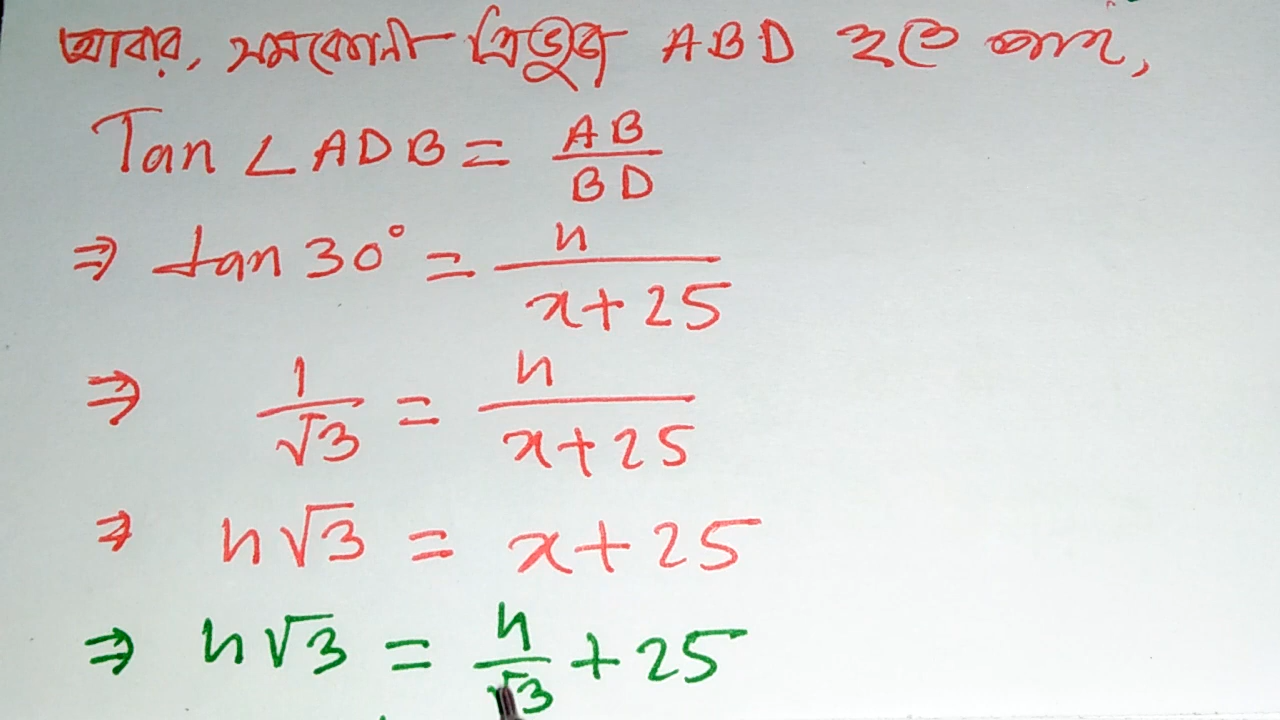 আবার, সমকোণী ত্রিভুজ ABD হতে পাই,
Tan ∠ADB = AB/BD
⇒ tan 30° = h/(x+25)
⇒ 1/√3 = h/(x+25)
⇒ h√3 = x+25
⇒ h√3 = h/√3 + 25